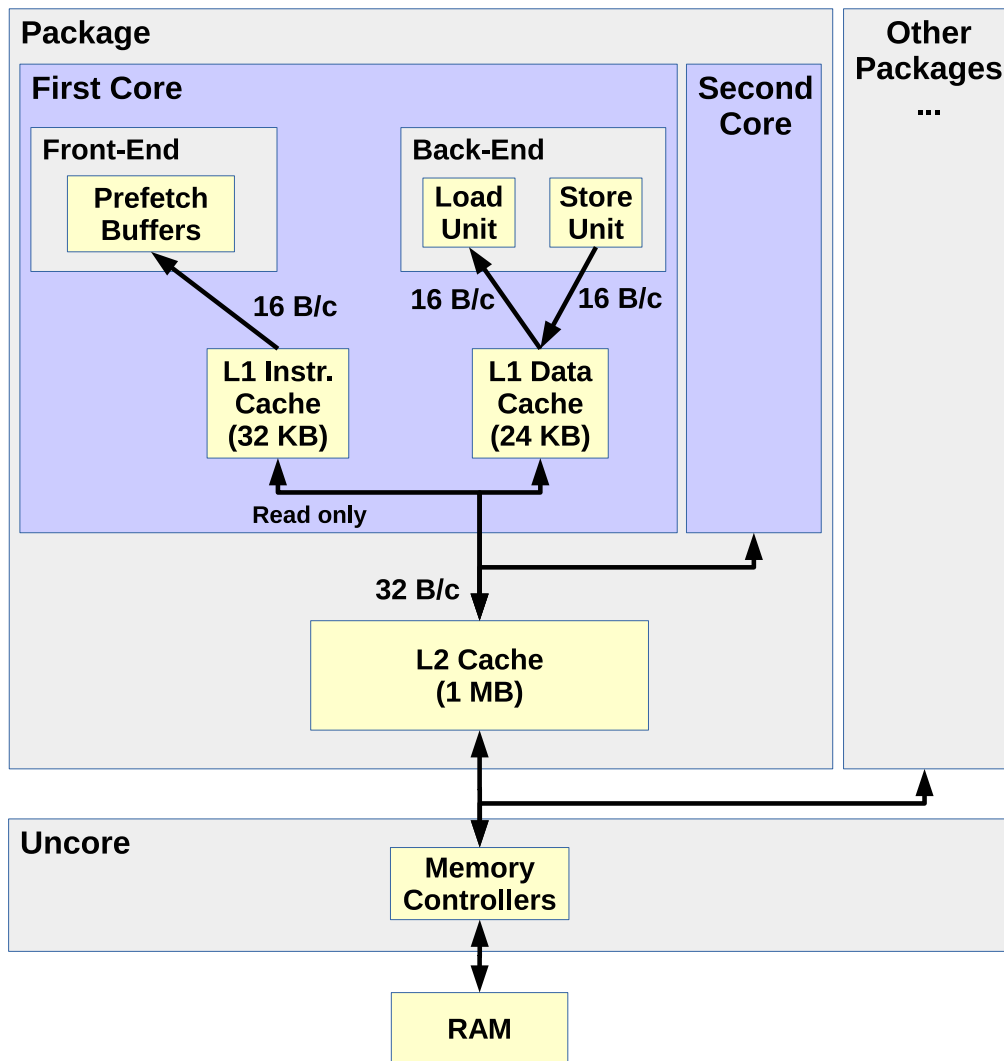 Package
Other
Packages
...
First Core
Second
Core
Front-End
Back-End
Prefetch
Buffers
Load
Unit
Store
Unit
16 B/c
16 B/c
16 B/c
L1 Instr.
Cache
(32 KB)
L1 Data
Cache
(24 KB)
Read only
32 B/c
L2 Cache
(1 MB)
Uncore
Memory
Controllers
RAM